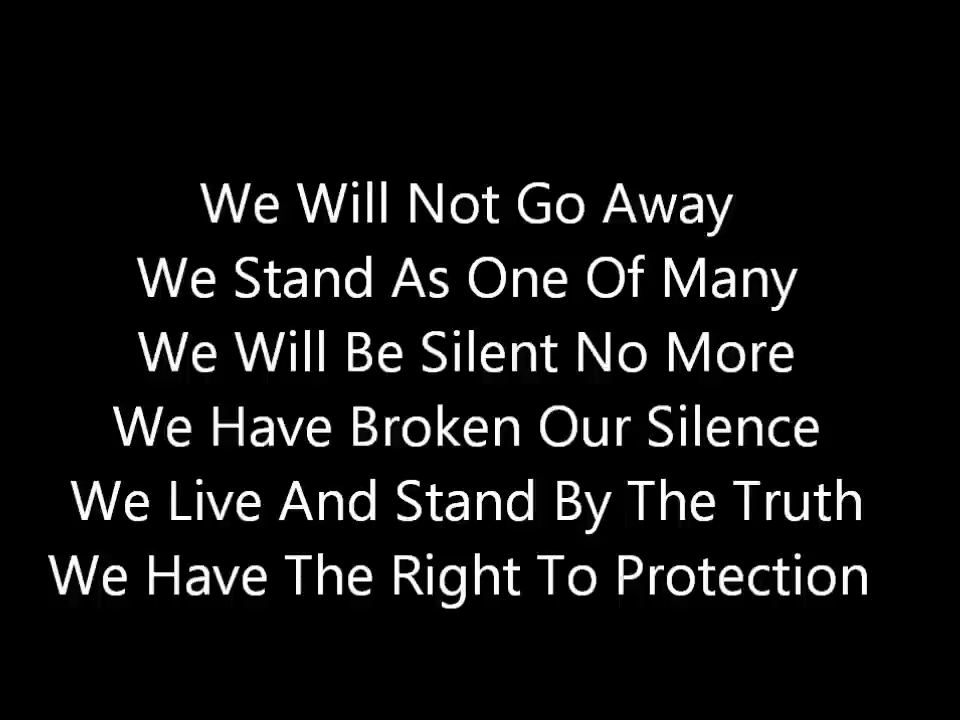 We Will Not Go Away
We Stand As One Of Many
We Will Be Silent No More
We Have Broken Our Silence
We Live And Stand By The Truth
We Have The Right To Protection